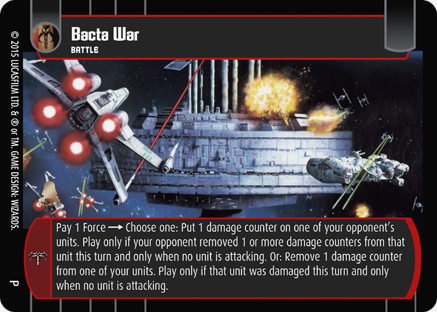 Bacta War
BATTLE
© 2015 LUCASFILM LTD. & ® or TM. GAME DESIGN: WIZARDS.
P
Pay 1 Force → Choose one: Put 1 damage counter on one of your opponent's
units. Play only if your opponent removed 1 or more damage counters from that
unit this turn and only when no unit is attacking. Or: Remove 1 damage counter
from one of your units. Play only if that unit was damaged this turn and only
when no unit is attacking.